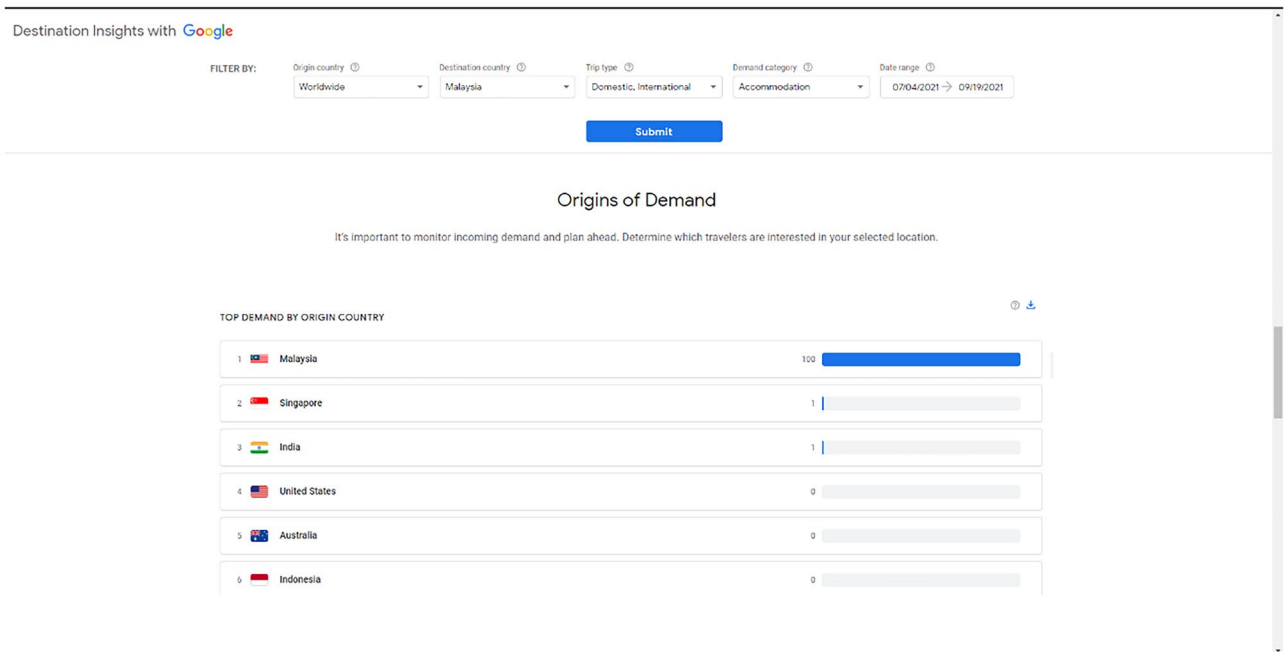 Destination Insights with Google
FILTER BY:
Origin country
Destination country
Trip type
Demand category
Date range
Worldwide
Malaysia
Domestic, International
Accommodation
07/04/2021 → 09/19/2021
Submit
Origins of Demand
It's important to monitor incoming demand and plan ahead. Determine which travelers are interested in your selected location.
TOP DEMAND BY ORIGIN COUNTRY
1 Malaysia 100
2 Singapore 1
3 India 1
4 United States 0
5 Australia 0
6 Indonesia 0